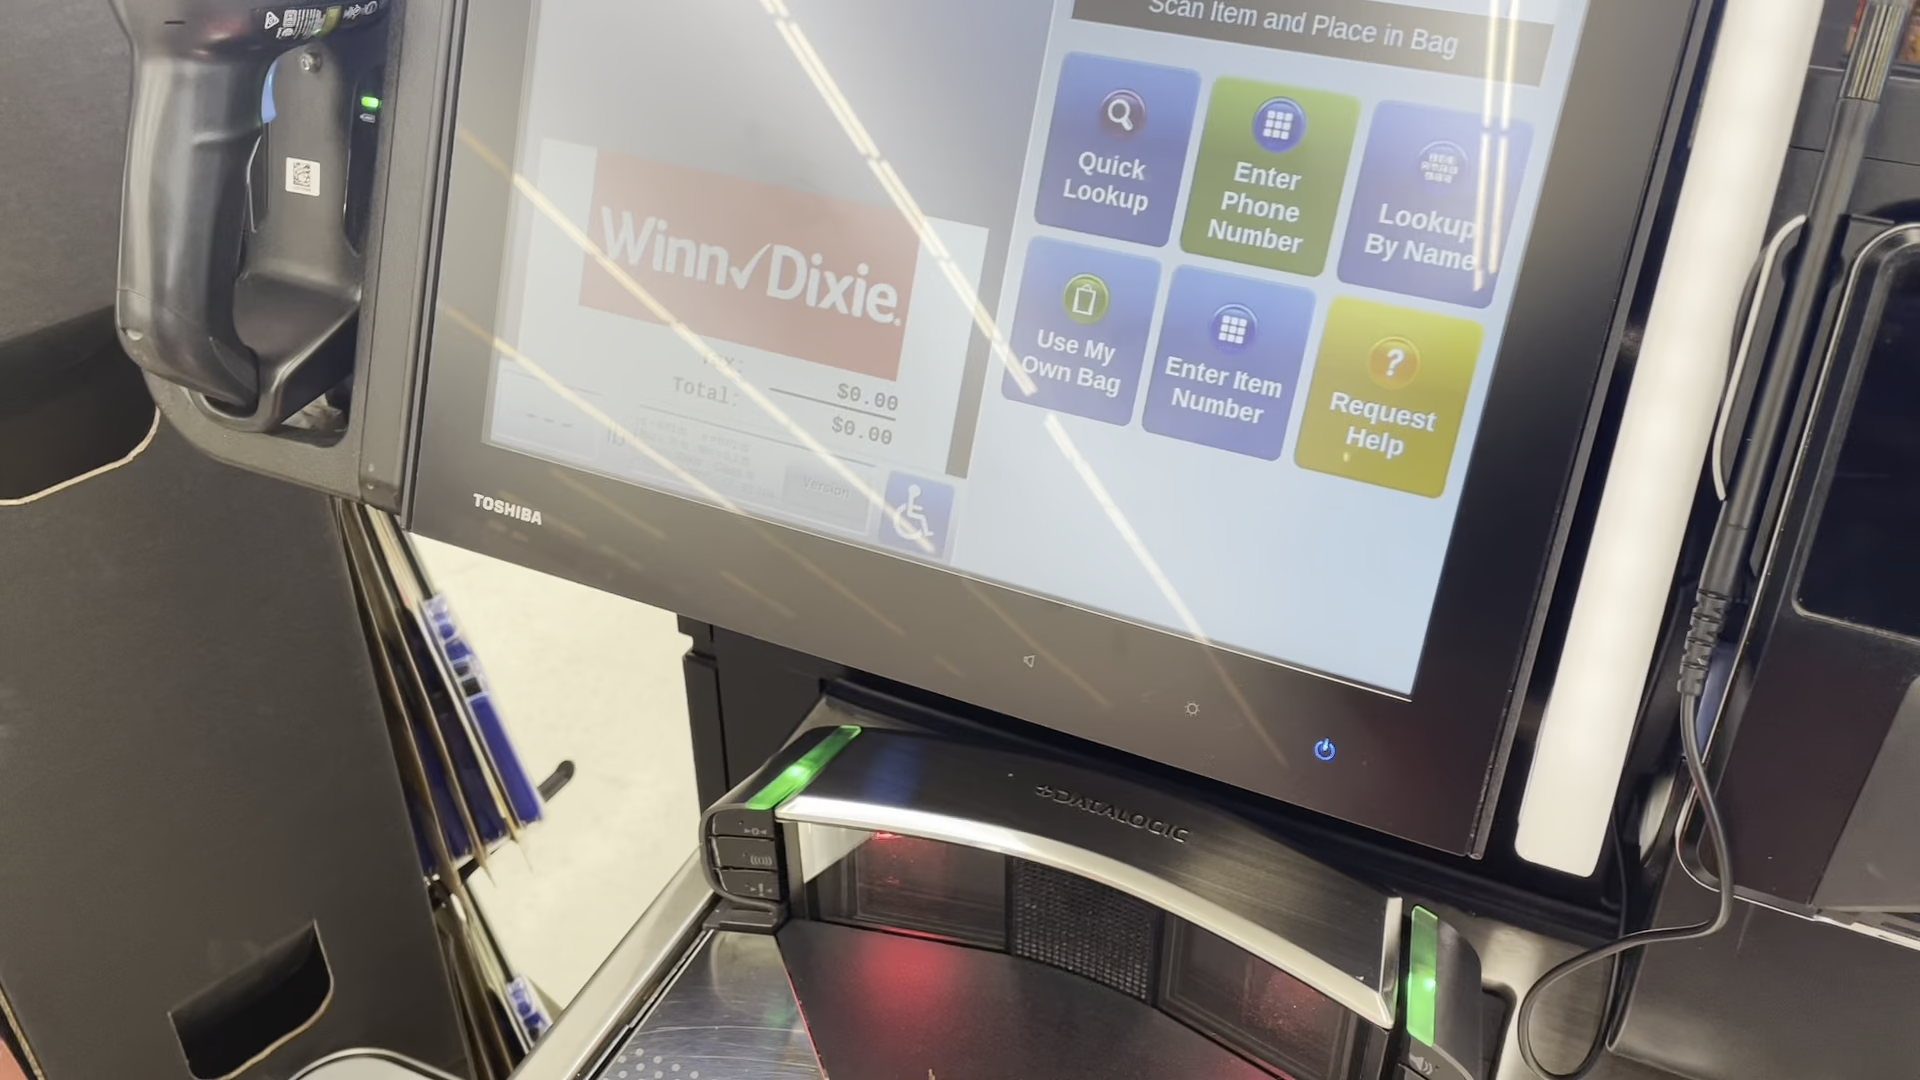 Scan Item and Place in Bag
Quick
Lookup
Enter
Phone
Number
Lookup
By Name
Use My
Own Bag
Enter Item
Number
Request
Help
?
Winn✓Dixie.
$0.00
Total:
$0.00
Version
TOSHIBA
DATALOGIC